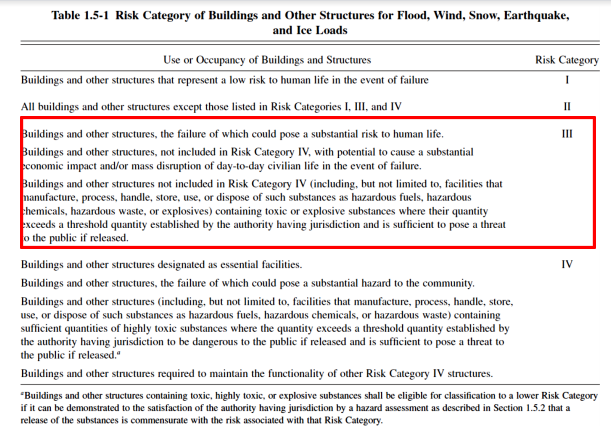 Table 1.5-1 Risk Category of Buildings and Other Structures for Flood, Wind, Snow, Earthquake,
and Ice Loads
Use or Occupancy of Buildings and Structures Risk Category
Buildings and other structures that represent a low risk to human life in the event of failure I
All buildings and other structures except those listed in Risk Categories I, III, and IV II
Buildings and other structures, the failure of which could pose a substantial risk to human life. III
Buildings and other structures, not included in Risk Category IV, with potential to cause a substantial
economic impact and/or mass disruption of day-to-day civilian life in the event of failure.
Buildings and other structures not included in Risk Category IV (including, but not limited to, facilities that
manufacture, process, handle, store, use, or dispose of such substances as hazardous fuels, hazardous
chemicals, hazardous waste, or explosives) containing toxic or explosive substances where their quantity
exceeds a threshold quantity established by the authority having jurisdiction and is sufficient to pose a threat
to the public if released.
Buildings and other structures designated as essential facilities. IV
Buildings and other structures, the failure of which could pose a substantial hazard to the community.
Buildings and other structures (including, but not limited to, facilities that manufacture, process, handle, store,
use, or dispose of such substances as hazardous fuels, hazardous chemicals, or hazardous waste) containing
sufficient quantities of highly toxic substances where the quantity exceeds a threshold quantity established by
the authority having jurisdiction to be dangerous to the public if released and is sufficient to pose a threat to
the public if released.ᵃ
Buildings and other structures required to maintain the functionality of other Risk Category IV structures.
ᵃBuildings and other structures containing toxic, highly toxic, or explosive substances shall be eligible for classification to a lower Risk Category
if it can be demonstrated to the satisfaction of the authority having jurisdiction by a hazard assessment as described in Section 1.5.2 that a
release of the substances is commensurate with the risk associated with that Risk Category.